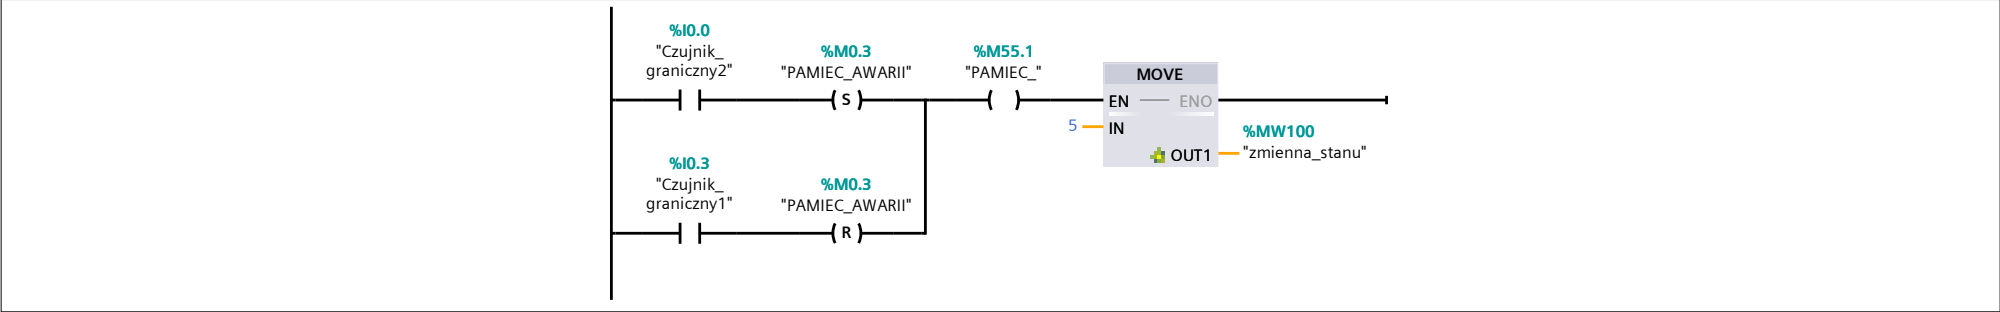 %I0.0
"Czujnik_
graniczny2"
%M0.3
"PAMIEC_AWARII"
S
%M55.1
"PAMIEC_"
MOVE
EN
ENO
5
IN
%MW100
OUT1
"zmienna_stanu"
%I0.3
"Czujnik_
graniczny1"
%M0.3
"PAMIEC_AWARII"
R